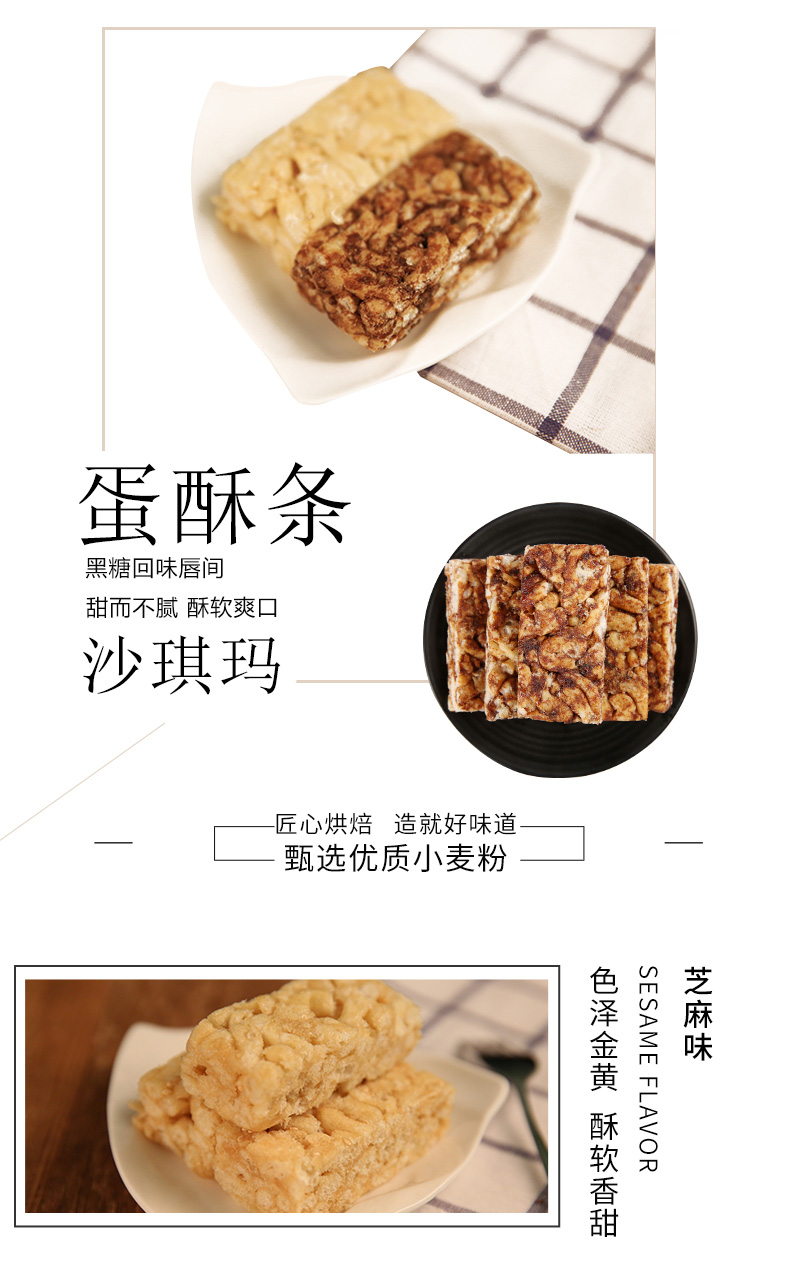 蛋酥条
黑糖回味唇间
甜而不腻 酥软爽口
沙琪玛
匠心烘焙 造就好味道
甄选优质小麦粉
芝麻味
SESAME FLAVOR
色泽金黄 酥软香甜